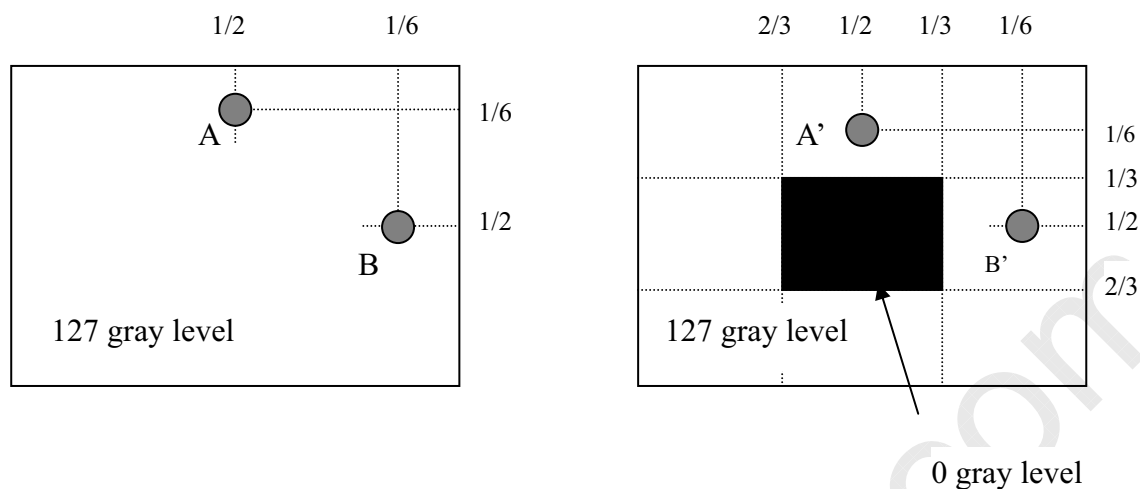 1/2 1/6
2/3 1/2 1/3 1/6
1/6
1/2
A
B
127 gray level
A’
1/6
1/3
1/2
B’
2/3
127 gray level
0 gray level
com